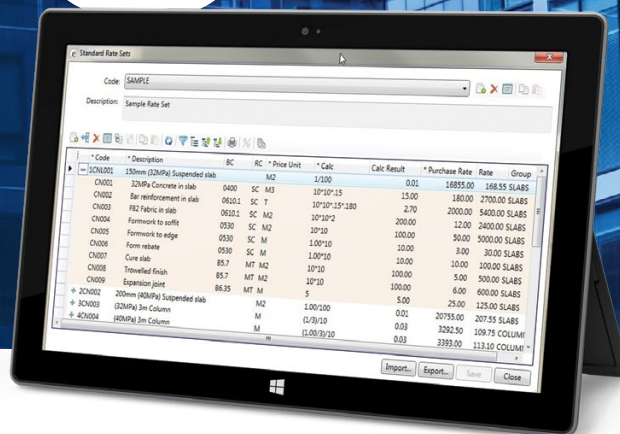 Standard Rate Sets
Code: SAMPLE
Description: Sample Rate Set
* Code * Description BC RC * Price Unit * Calc Calc Result * Purchase Rate Rate Group
1CNL001 150mm (32MPa) Suspended slab M2 1/100 0.01 16855.00 168.55 SLABS
CN001 32MPa Concrete in slab 0400 SC M3 10*10*.15 15.00 180.00 2700.00 SLABS
CN002 Bar reinforcement in slab 0610.1 SC T 10*10*.15*.180 2.70 2000.00 5400.00 SLABS
CN003 F82 Fabric in slab 0610.1 SC M2 10*10*2 200.00 12.00 2400.00 SLABS
CN004 Formwork to soffit 0530 SC M2 10*10 100.00 50.00 5000.00 SLABS
CN005 Formwork to edge 0530 SC M 1.00*10 10.00 3.00 30.00 SLABS
CN006 Form rebate 0530 SC M 1.00*10 10.00 10.00 100.00 SLABS
CN007 Cure slab B5.7 MT M2 10*10 100.00 5.00 500.00 SLABS
CN008 Trowelled finish B5.7 MT M2 10*10 100.00 6.00 600.00 SLABS
CN009 Expansion joint B6.35 MT M 5 5.00 25.00 125.00 SLABS
2CN002 200mm (40MPa) Suspended slab M2 1.00/100 0.01 20755.00 207.55 SLABS
3CN003 (32MPa) 3m Column M (1/3)/10 0.03 3292.50 109.75 COLUMI
4CN004 (40MPa) 3m Column M (1.00/3)/10 0.03 3393.00 113.10 COLUMI
Import... Export... Save Close